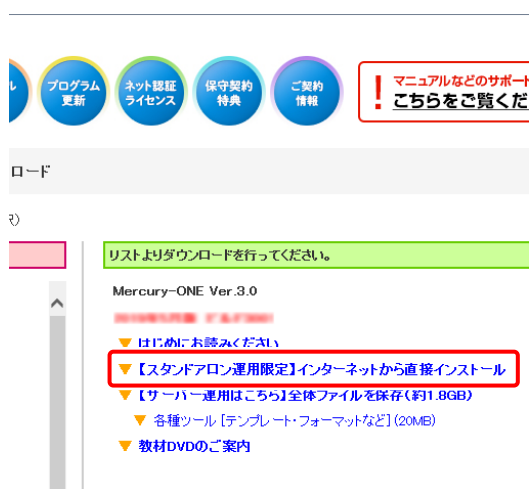 ル
プログラム
更新
ネット認証
ライセンス
保守契約
特典
ご契約
情報
マニュアルなどのサポート
こちらをご覧くだ
ロード
リストよりダウンロードを行ってください。
Mercury-ONE Ver.3.0
▼ はじめにお読みください
▼ 【スタンドアロン運用限定】インターネットから直接インストール
▼ 【サーバー運用はこちら】全体ファイルを保存(約1.8GB)
▼ 各種ツール [テンプレート・フォーマットなど] (20MB)
▼ 教材DVDのご案内